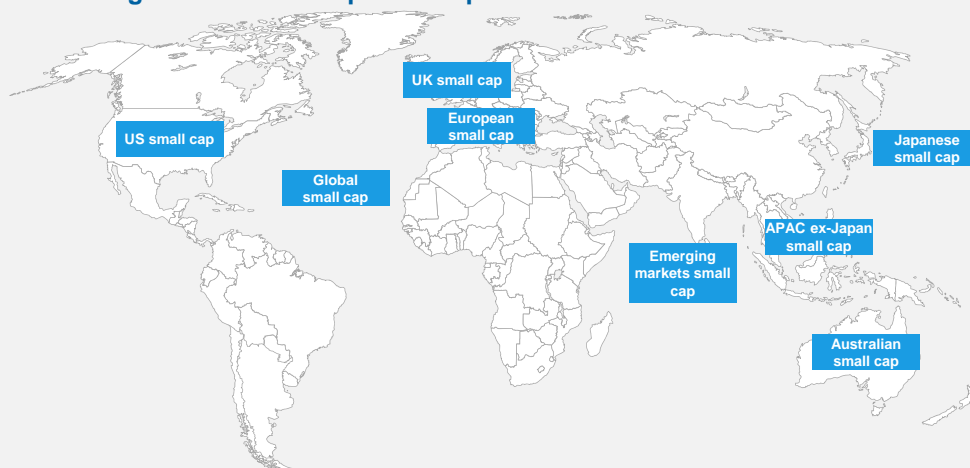 UK small cap
European
small cap
US small cap
Japanese
small cap
Global
small cap
APAC ex-Japan
small cap
Emerging
markets small
cap
Australian
small cap